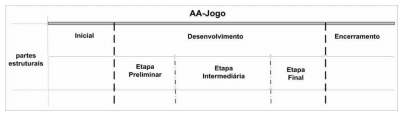 AA-Jogo
Inicial Desenvolvimento Encerramento
partes
estruturais
Etapa Etapa Etapa
Preliminar Intermediária Final